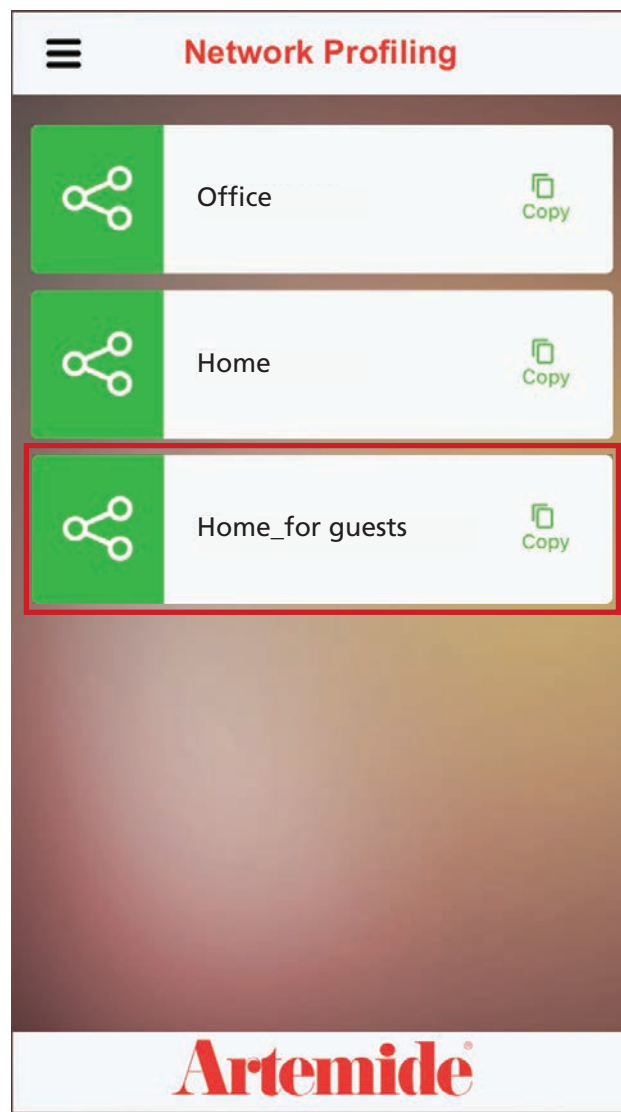 Network Profiling
Office
Copy
Home
Copy
Home_for guests
Copy
Artemide®